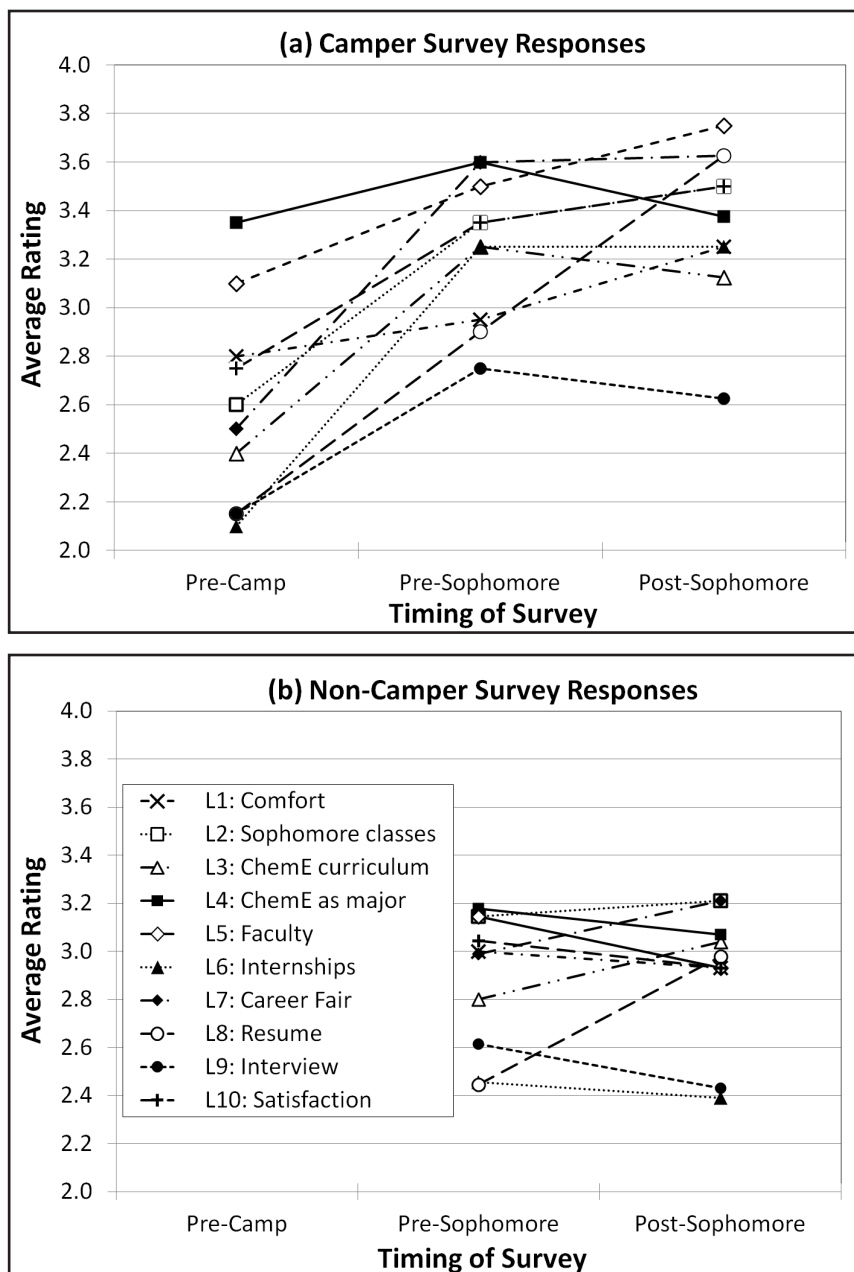 (a) Camper Survey Responses
4.0
3.8
3.6
3.4
3.2
3.0
2.8
2.6
2.4
2.2
2.0
Average Rating
Pre-Camp Pre-Sophomore Post-Sophomore
Timing of Survey
(b) Non-Camper Survey Responses
4.0
3.8
3.6
3.4
3.2
3.0
2.8
2.6
2.4
2.2
2.0
Average Rating
L1: Comfort
L2: Sophomore classes
L3: ChemE curriculum
L4: ChemE as major
L5: Faculty
L6: Internships
L7: Career Fair
L8: Resume
L9: Interview
L10: Satisfaction
Pre-Camp Pre-Sophomore Post-Sophomore
Timing of Survey